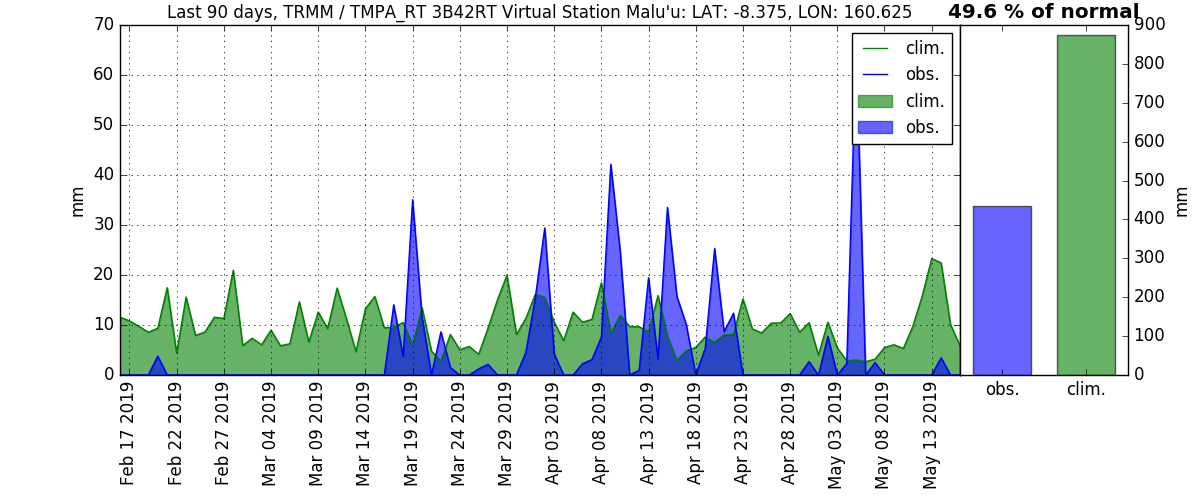 Last 90 days, TRMM / TMPA_RT 3B42RT Virtual Station Malu'u: LAT: -8.375, LON: 160.625
49.6 % of normal
70
60
50
40
30
20
10
0
mm
clim.
obs.
clim.
obs.
900
800
700
600
500
400
300
200
100
0
mm
Feb 17 2019
Feb 22 2019
Feb 27 2019
Mar 04 2019
Mar 09 2019
Mar 14 2019
Mar 19 2019
Mar 24 2019
Mar 29 2019
Apr 03 2019
Apr 08 2019
Apr 13 2019
Apr 18 2019
Apr 23 2019
Apr 28 2019
May 03 2019
May 08 2019
May 13 2019
obs.
clim.